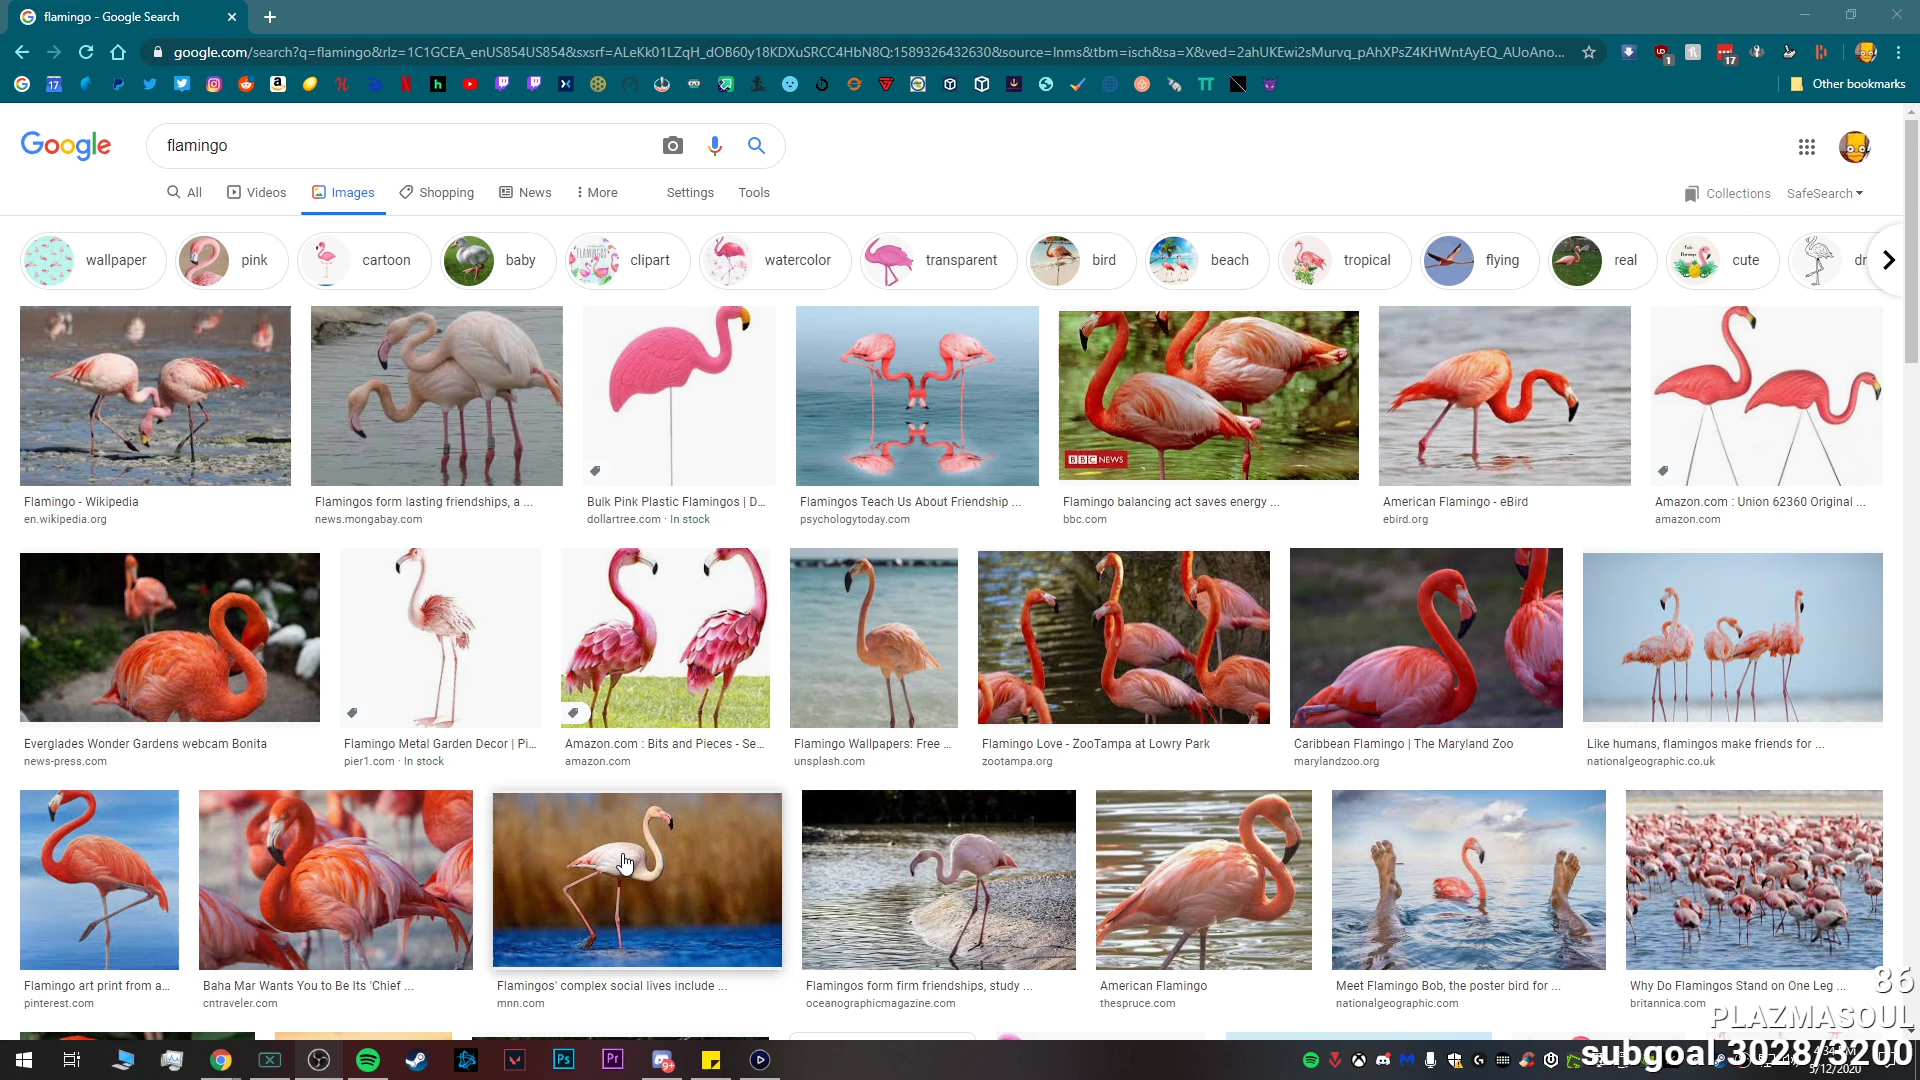 flamingo - Google Search
google.com/search?q=flamingo&rlz=1C1GCEA_enUS854US854&sxsrf=ALeKk01LZqH_dOB60y18KDXuSRCC4HbN8Q:1589326432630&source=lnms&tbm=isch&sa=X&ved=2ahUKEwi2sMurvq_pAhXPsZ4KHWntAyEQ_AUoAno...
Other bookmarks
Google
flamingo
All
Videos
Images
Shopping
News
More
Settings
Tools
Collections
SafeSearch
wallpaper
pink
cartoon
baby
clipart
watercolor
transparent
bird
beach
tropical
flying
real
cute
dr
BBC NEWS
Flamingo - Wikipedia
en.wikipedia.org
Flamingos form lasting friendships, a ...
news.mongabay.com
Bulk Pink Plastic Flamingos | D...
dollartree.com · In stock
Flamingos Teach Us About Friendship ...
psychologytoday.com
Flamingo balancing act saves energy ...
bbc.com
American Flamingo - eBird
ebird.org
Amazon.com : Union 62360 Original ...
amazon.com
Everglades Wonder Gardens webcam Bonita
news-press.com
Flamingo Metal Garden Decor | Pi...
pier1.com · In stock
Amazon.com : Bits and Pieces - Se...
amazon.com
Flamingo Wallpapers: Free ...
unsplash.com
Flamingo Love - ZooTampa at Lowry Park
zootampa.org
Caribbean Flamingo | The Maryland Zoo
marylandzoo.org
Like humans, flamingos make friends for ...
nationalgeographic.co.uk
Flamingo art print from a...
pinterest.com
Baha Mar Wants You to Be Its 'Chief ...
cntraveler.com
Flamingos' complex social lives include ...
mnn.com
Flamingos form firm friendships, study ...
oceanographicmagazine.com
American Flamingo
thespruce.com
Meet Flamingo Bob, the poster bird for ...
nationalgeographic.com
Why Do Flamingos Stand on One Leg ...
britannica.com
86
PLAZMASOUL
subgoal 3028/3200
5/12/2020